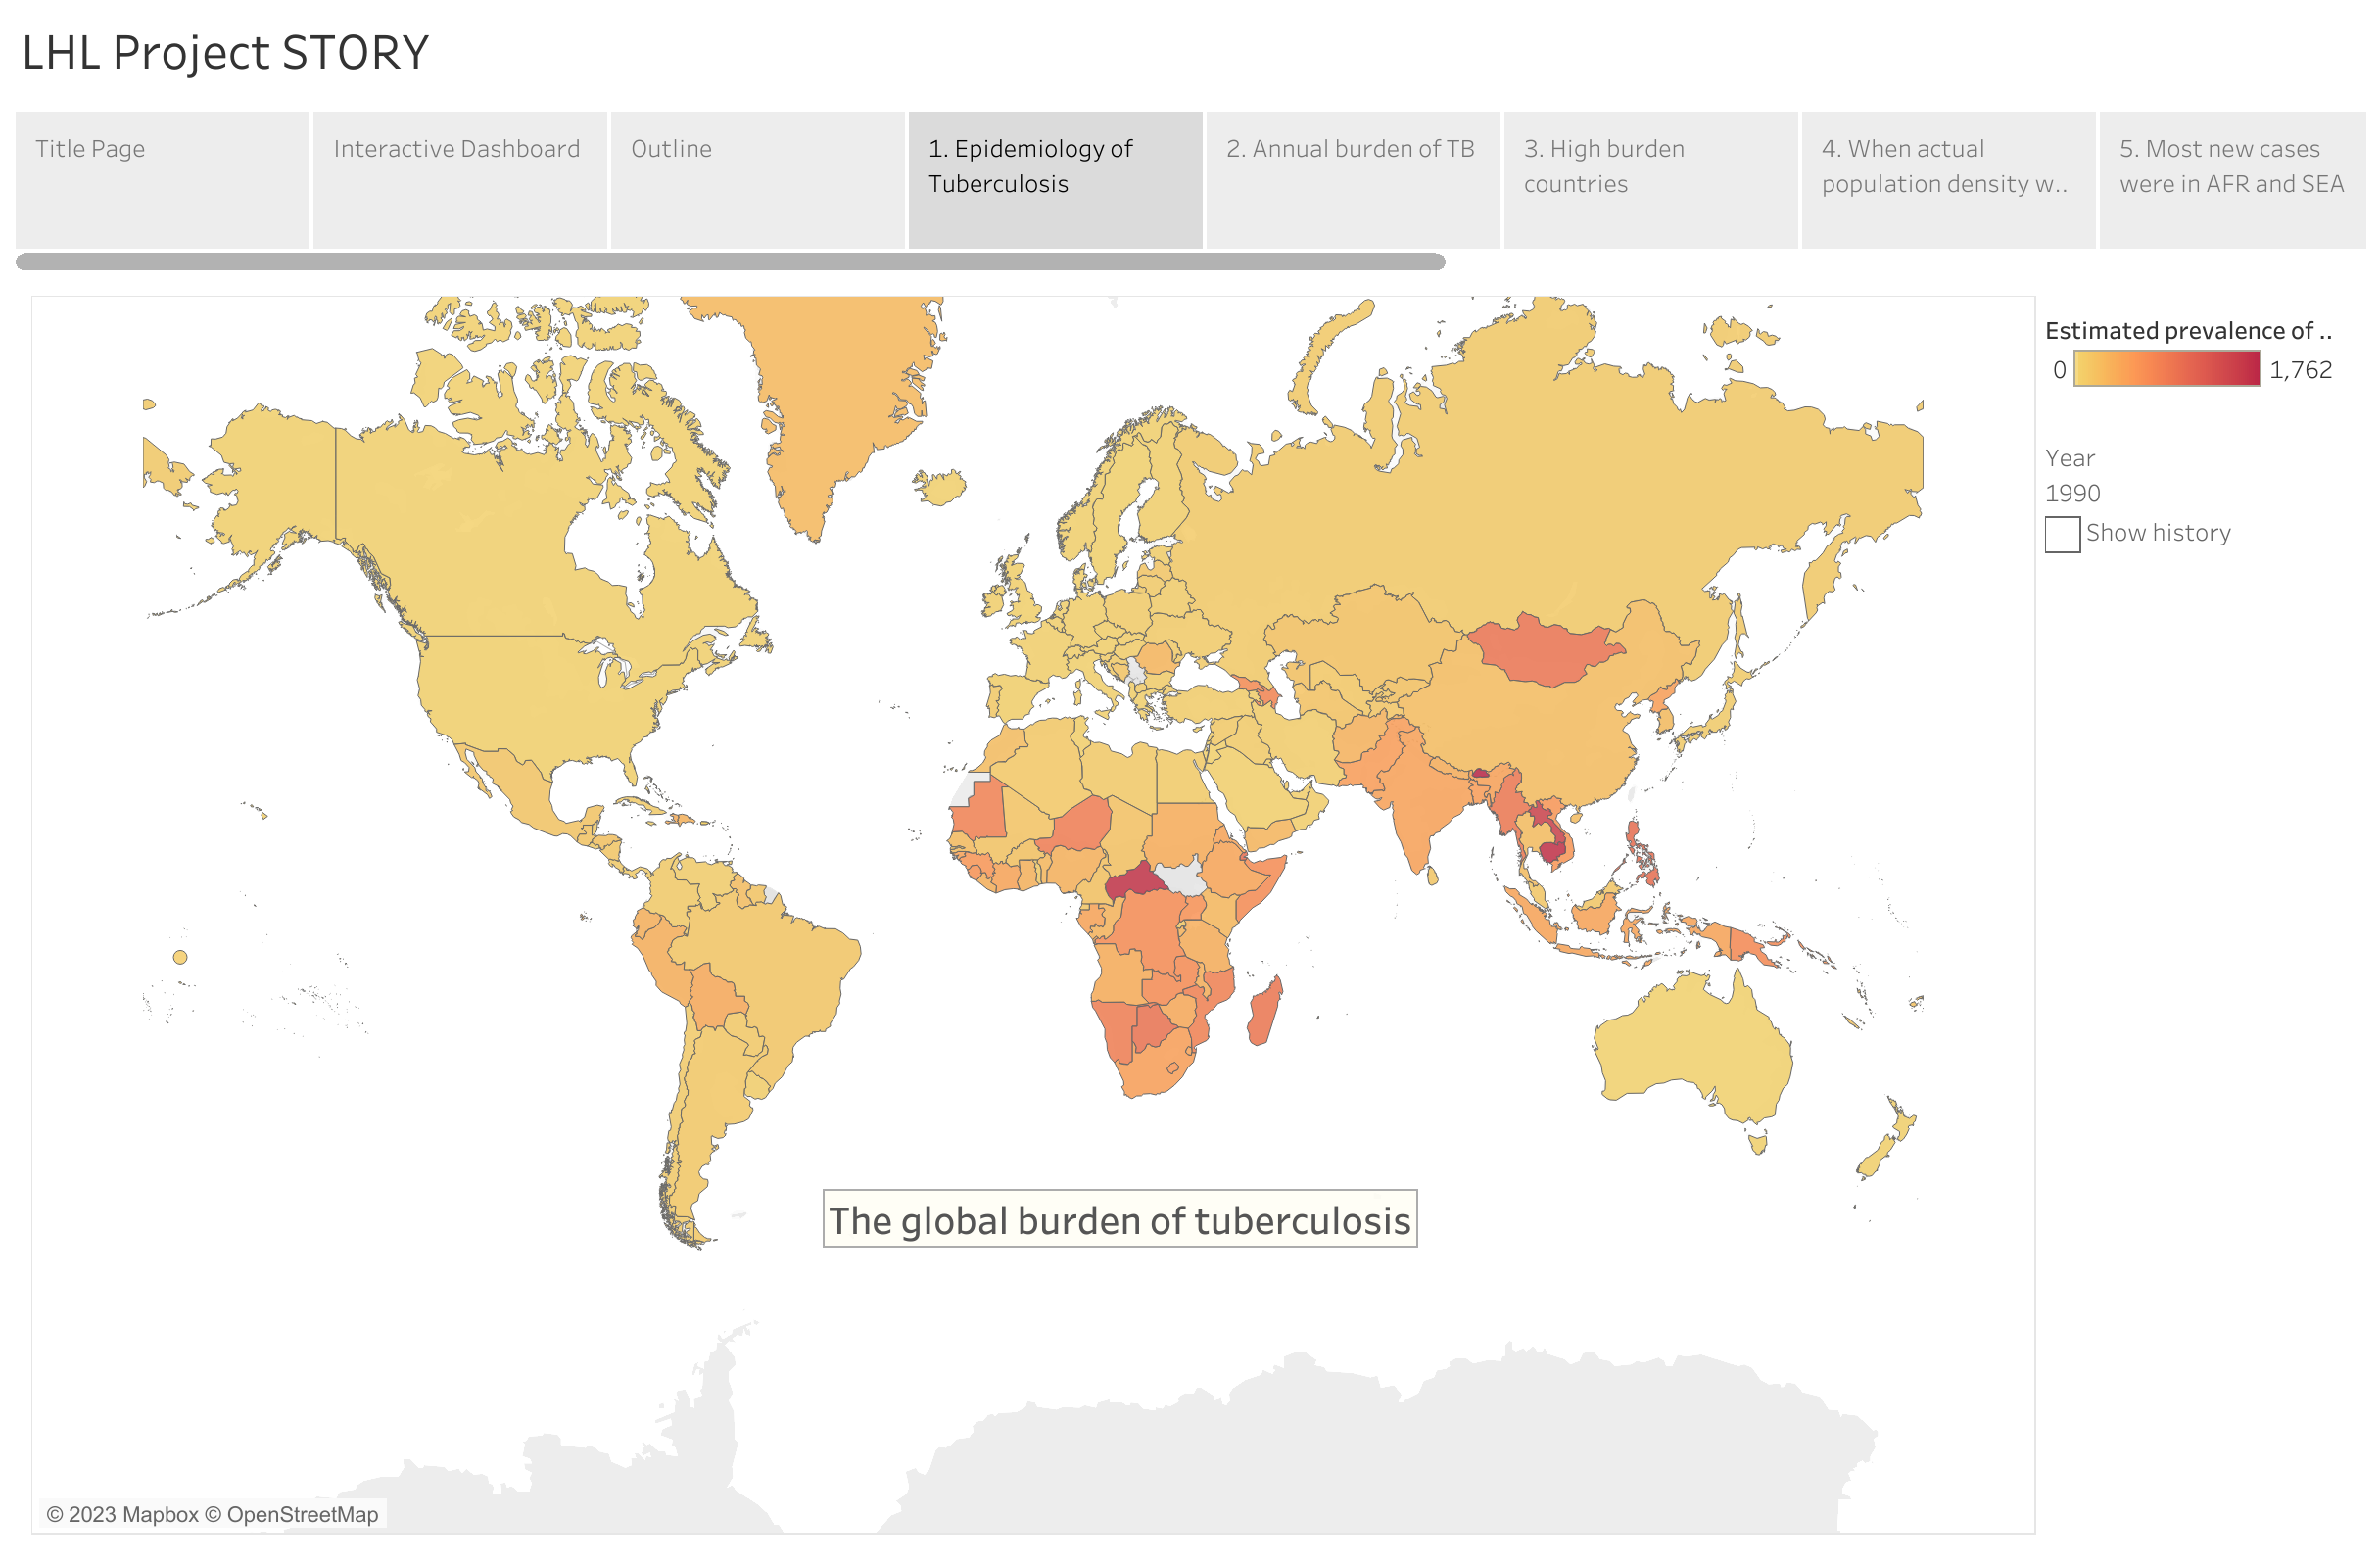 LHL Project STORY
Title Page
Interactive Dashboard
Outline
1. Epidemiology of
Tuberculosis
2. Annual burden of TB
3. High burden
countries
4. When actual
population density w..
5. Most new cases
were in AFR and SEA
Estimated prevalence of ..
0
1,762
Year
1990
Show history
The global burden of tuberculosis
© 2023 Mapbox © OpenStreetMap